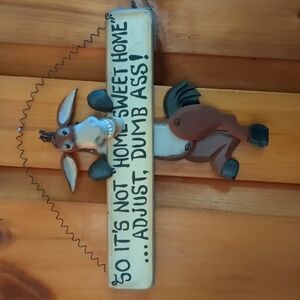 SO IT'S NOT "HOME SWEET HOME"
...ADJUST, DUMB ASS!